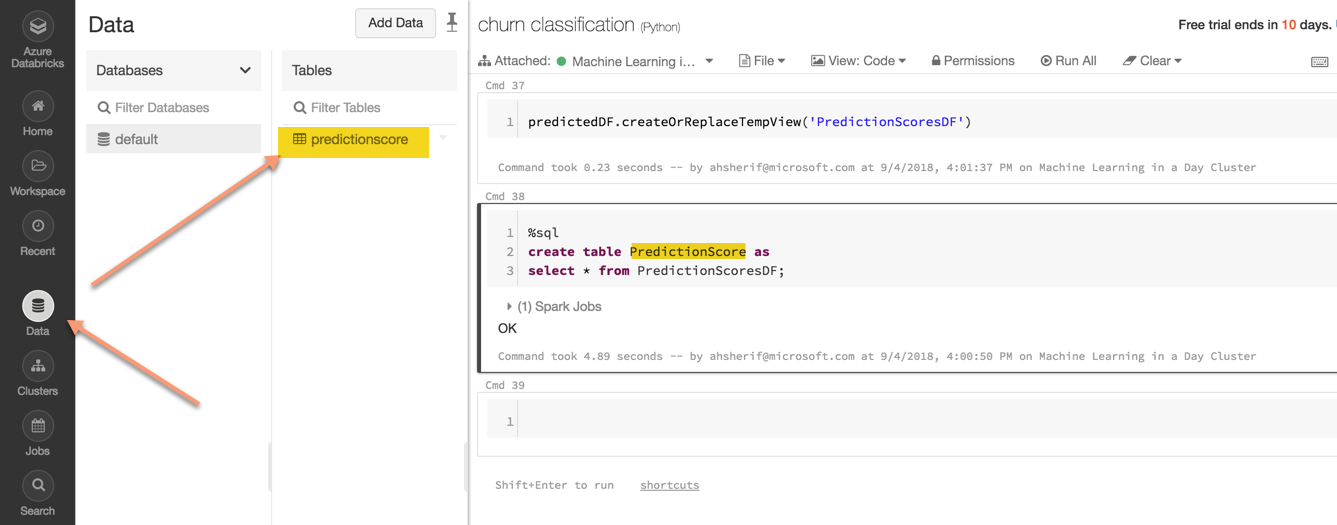 Azure
Databricks
Home
Workspace
Recent
Data
Clusters
Jobs
Search
Data
Add Data
Databases
Tables
Filter Databases
Filter Tables
default
predictionscore
churn classification (Python)
Free trial ends in 10 days.
Attached: Machine Learning i... File View: Code Permissions Run All Clear
Cmd 37
1 predictedDF.createOrReplaceTempView('PredictionScoresDF')
Command took 0.23 seconds -- by ahsherif@microsoft.com at 9/4/2018, 4:01:37 PM on Machine Learning in a Day Cluster
Cmd 38
1 %sql
2 create table PredictionScore as
3 select * from PredictionScoresDF;
(1) Spark Jobs
OK
Command took 4.89 seconds -- by ahsherif@microsoft.com at 9/4/2018, 4:00:50 PM on Machine Learning in a Day Cluster
Cmd 39
1
Shift+Enter to run shortcuts